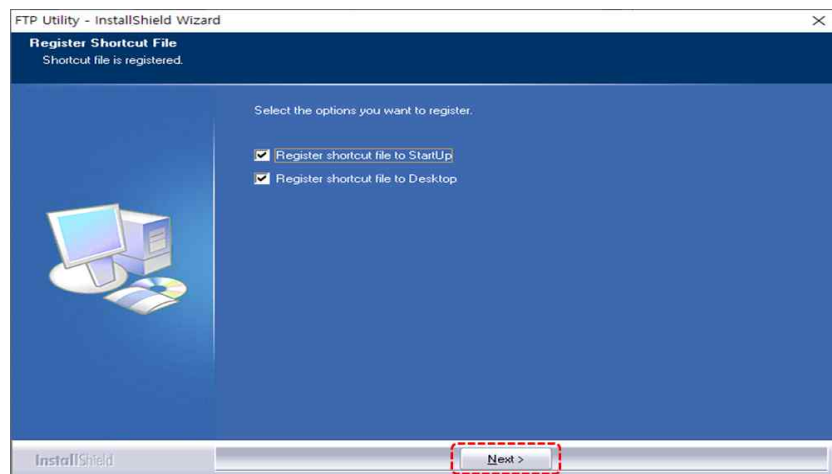 FTP Utility - InstallShield Wizard
Register Shortcut File
Shortcut file is registered.
Select the options you want to register.
Register shortcut file to StartUp
Register shortcut file to Desktop
InstallShield
Next >